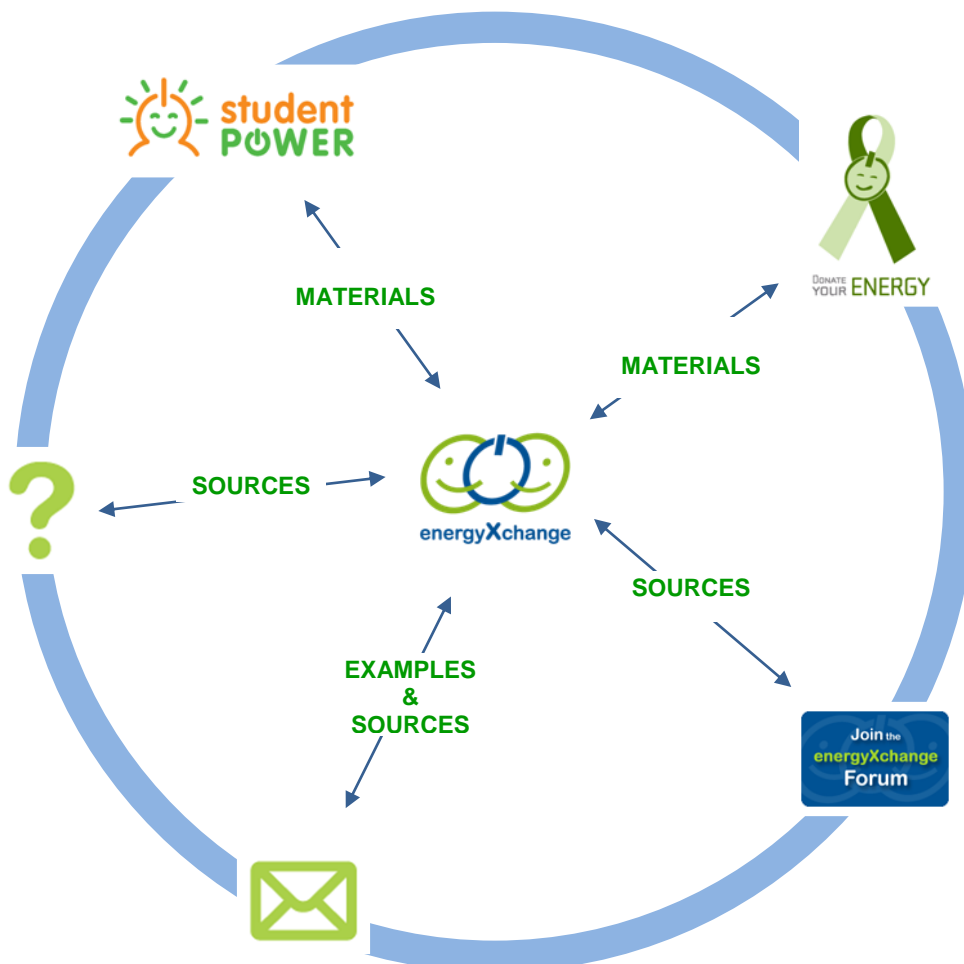 student
POWER
DONATE
YOUR ENERGY
MATERIALS
MATERIALS
?
SOURCES
energyXchange
SOURCES
EXAMPLES
&
SOURCES
Join the
energyXchange
Forum